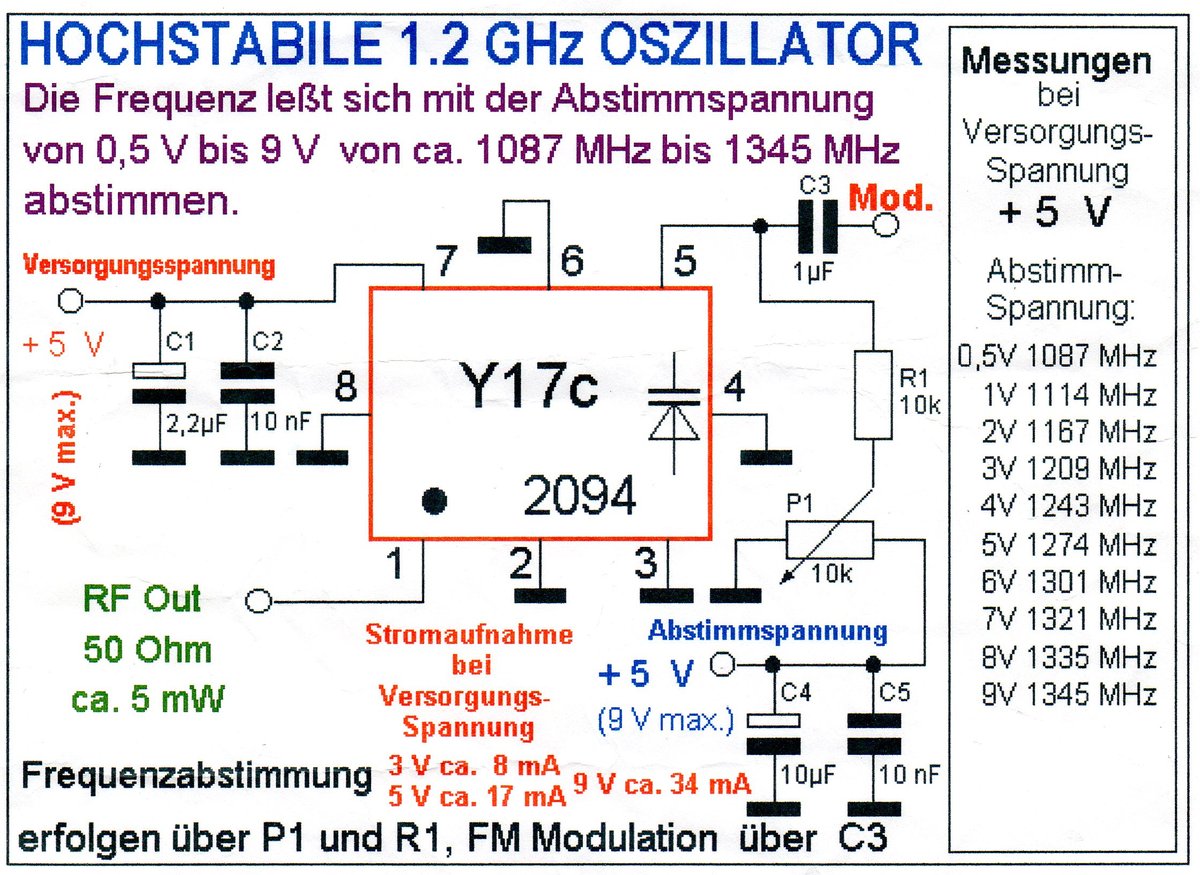 HOCHSTABILE 1.2 GHz OSZILLATOR
Die Frequenz leßt sich mit der Abstimmspannung
von 0,5 V bis 9 V von ca. 1087 MHz bis 1345 MHz
abstimmen.
C3
Mod.
1µF
7
6
5
Versorgungsspannung
+ 5 V
(9 V max.)
C1
2,2µF
C2
10 nF
8
Y17c
4
2094
R1
10k
P1
10k
1
2
3
RF Out
50 Ohm
ca. 5 mW
Stromaufnahme
bei
Versorgungs-
Spannung
3 V ca. 8 mA
5 V ca. 17 mA
9 V ca. 34 mA
Abstimmspannung
+ 5 V
(9 V max.)
C4
10µF
C5
10 nF
Frequenzabstimmung
erfolgen über P1 und R1, FM Modulation über C3
Messungen
bei
Versorgungs-
Spannung
+ 5 V
Abstimm-
Spannung:
0,5V 1087 MHz
1V 1114 MHz
2V 1167 MHz
3V 1209 MHz
4V 1243 MHz
5V 1274 MHz
6V 1301 MHz
7V 1321 MHz
8V 1335 MHz
9V 1345 MHz